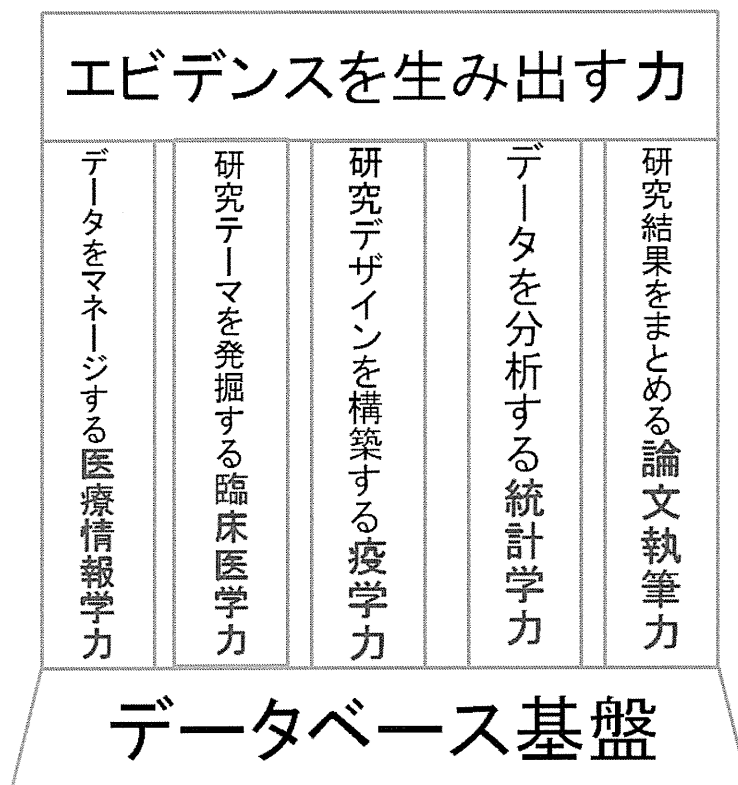 エビデンスを生み出す力
データをマネージする医療情報学力
研究テーマを発掘する臨床医学力
研究デザインを構築する疫学力
データを分析する統計学力
研究結果をまとめる論文執筆力
データベース基盤